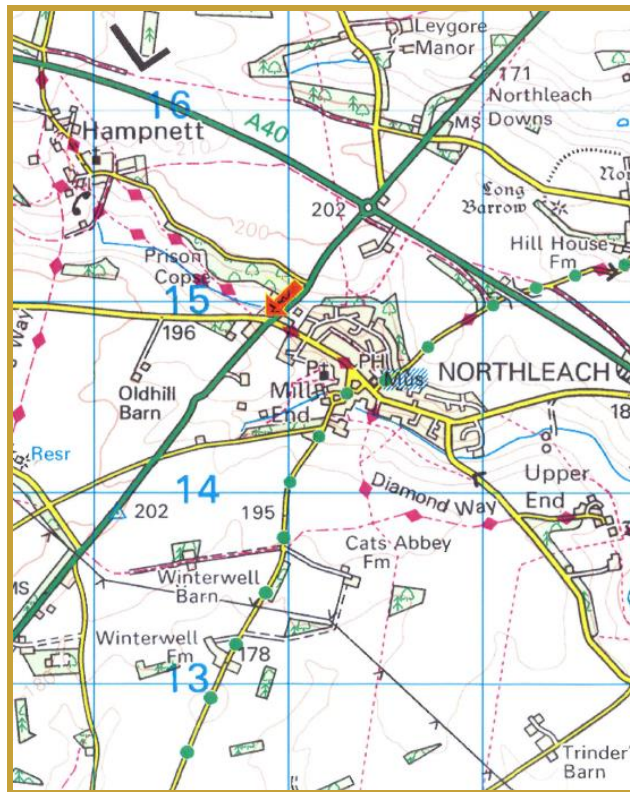 Leygore
Manor
171
Northleach
MS Downs
16
Hampnett
A40
210
Long
Barrow
202
Hill House
Fm
200
Prison
Copse
15
196
PH
Mus
NORTHLEACH
Oldhill
Barn
Mill
End
Way
Resr
14
202
195
Diamond Way
Upper
End
Cats Abbey
Fm
MS
Winterwell
Barn
Winterwell
Fm
178
13
Trinder'
Barn